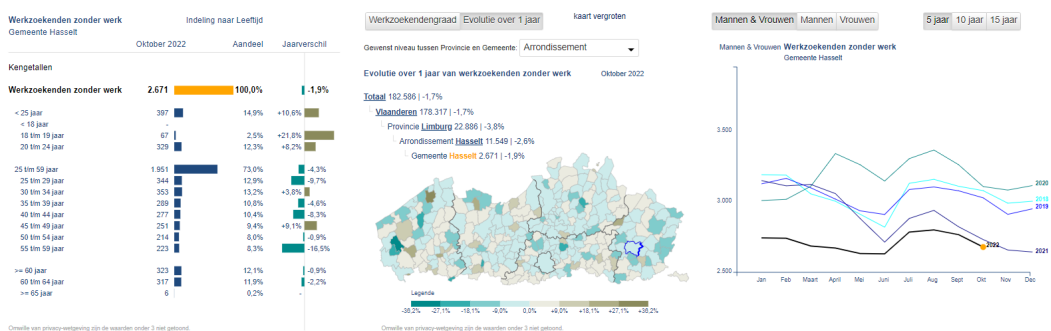 Werkzoekenden zonder werk Indeling naar Leeftijd
Gemeente Hasselt
Oktober 2022 Aandeel Jaarverschil
Kengetallen
Werkzoekenden zonder werk 2.671 100,0% -1,9%
< 25 jaar 397 14,9% +10,6%
< 18 jaar -
18 t/m 19 jaar 67 2,5% +21,8%
20 t/m 24 jaar 329 12,3% +8,2%
25 t/m 59 jaar 1.951 73,0% -4,3%
25 t/m 29 jaar 344 12,9% -9,7%
30 t/m 34 jaar 353 13,2% +3,8%
35 t/m 39 jaar 289 10,8% -4,6%
40 t/m 44 jaar 277 10,4% -8,3%
45 t/m 49 jaar 251 9,4% +9,1%
50 t/m 54 jaar 214 8,0% -0,9%
55 t/m 59 jaar 223 8,3% -16,5%
>= 60 jaar 323 12,1% -0,9%
60 t/m 64 jaar 317 11,9% -2,2%
>= 65 jaar 6 0,2% -
Omwille van privacy-wetgeving zijn de waarden onder 3 niet getoond.
Werkzoekendengraad Evolutie over 1 jaar kaart vergroten
Gewenst niveau tussen Provincie en Gemeente: Arrondissement
Evolutie over 1 jaar van werkzoekenden zonder werk Oktober 2022
Totaal 182.586 | -1,7%
Vlaanderen 178.317 | -1,7%
Provincie Limburg 22.886 | -3,8%
Arrondissement Hasselt 11.549 | -2,6%
Gemeente Hasselt 2.671 | -1,9%
Legende
-36,2% -27,1% -18,1% -9,0% 0,0% +9,0% +18,1% +27,1% +36,2%
Omwille van privacy-wetgeving zijn de waarden onder 3 niet getoond.
Mannen & Vrouwen Mannen Vrouwen 5 jaar 10 jaar 15 jaar
Mannen & Vrouwen Werkzoekenden zonder werk
Gemeente Hasselt
3.500
3.000
2.500
2020
2018
2019
2022
2021
Jan Feb Maart April Mei Juni Juli Aug Sept Okt Nov Dec